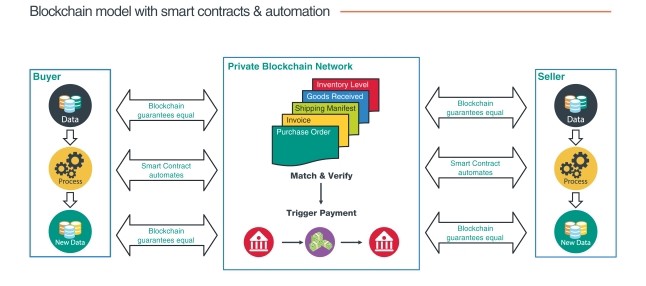 Blockchain model with smart contracts & automation
Buyer
Data
Process
New Data
Blockchain
guarantees equal
Smart Contract
automates
Blockchain
guarantees equal
Private Blockchain Network
Inventory Level
Goods Received
Shipping Manifest
Invoice
Purchase Order
Match & Verify
Trigger Payment
Blockchain
guarantees equal
Smart Contract
automates
Blockchain
guarantees equal
Seller
Data
Process
New Data